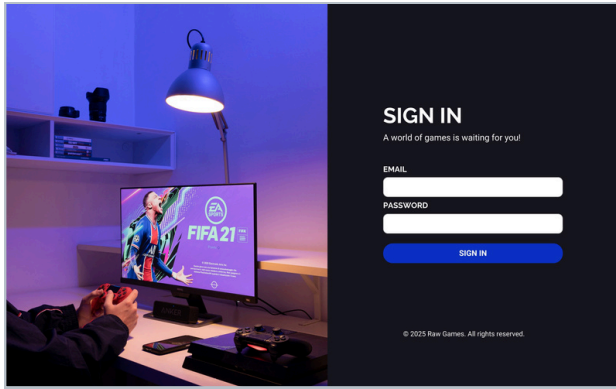 EA
SPORTS
FIFA 21
ANKER
SIGN IN
A world of games is waiting for you!
EMAIL
PASSWORD
SIGN IN
© 2025 Raw Games. All rights reserved.